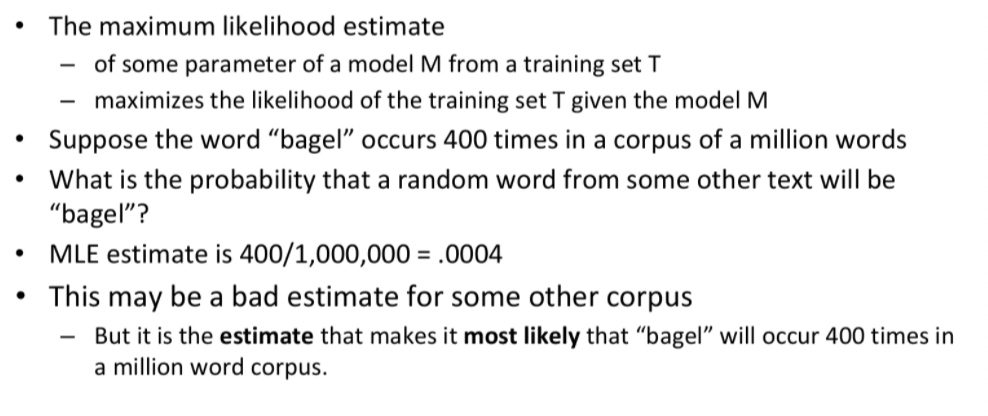 • The maximum likelihood estimate
– of some parameter of a model M from a training set T
– maximizes the likelihood of the training set T given the model M
• Suppose the word “bagel” occurs 400 times in a corpus of a million words
• What is the probability that a random word from some other text will be
“bagel”?
• MLE estimate is 400/1,000,000 = .0004
• This may be a bad estimate for some other corpus
– But it is the estimate that makes it most likely that “bagel” will occur 400 times in
a million word corpus.